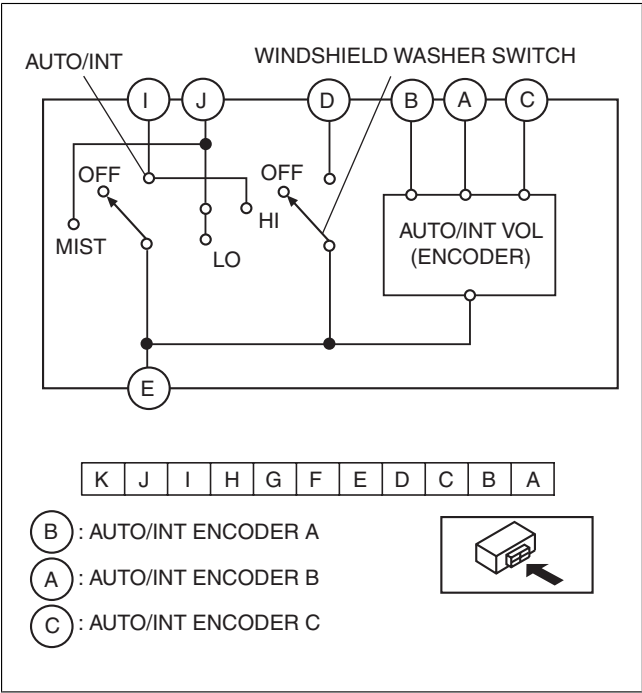 AUTO/INT
WINDSHIELD WASHER SWITCH
I J D B A C
OFF
OFF
HI
MIST
LO
AUTO/INT VOL
(ENCODER)
E
K J I H G F E D C B A
B : AUTO/INT ENCODER A
A : AUTO/INT ENCODER B
C : AUTO/INT ENCODER C